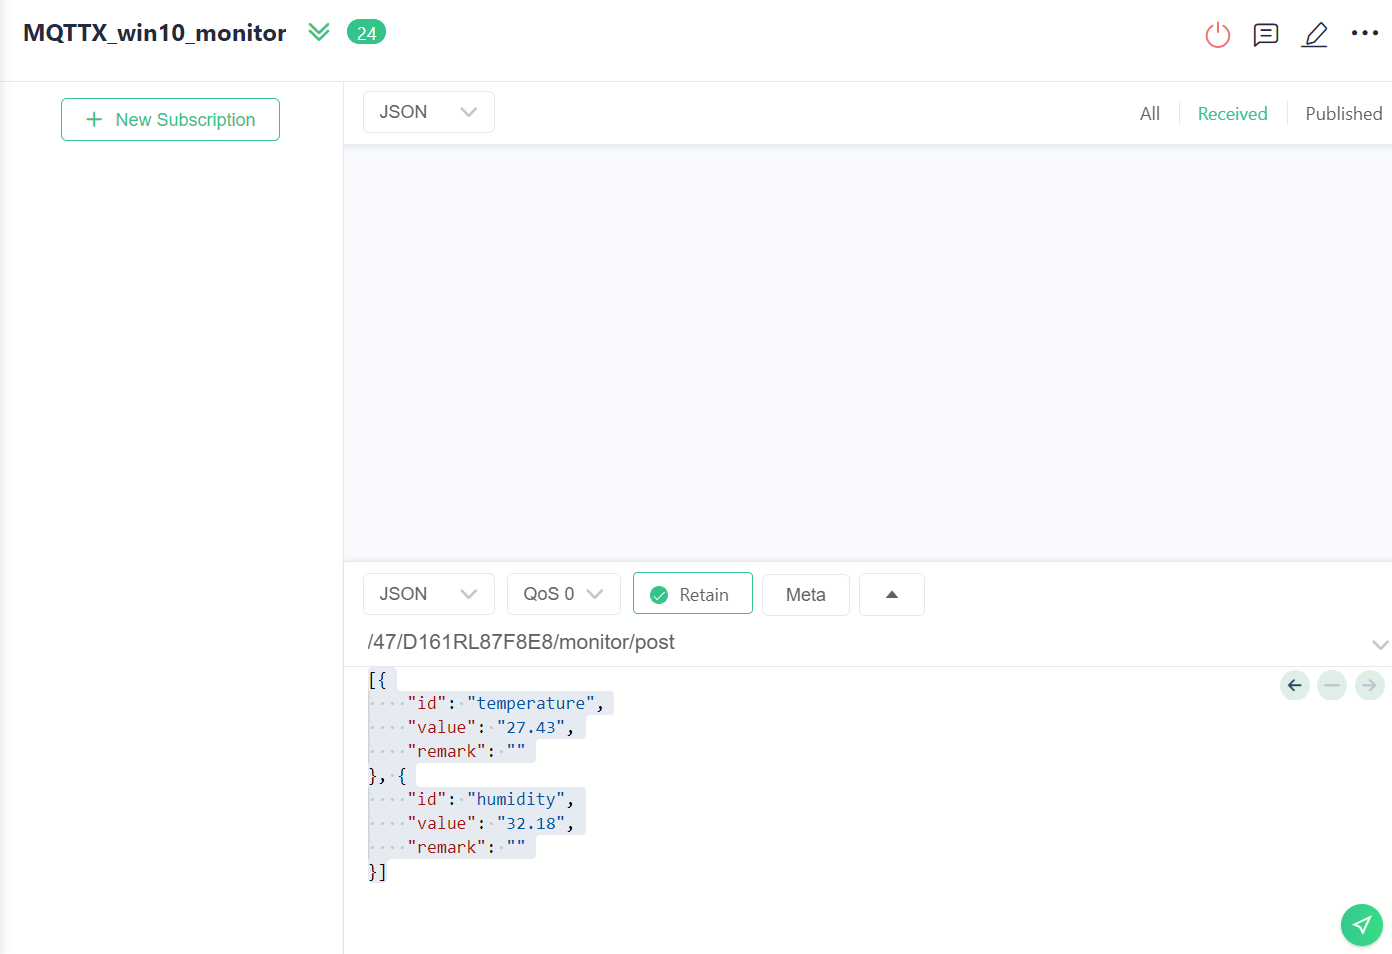 MQTTX_win10_monitor 24
+ New Subscription
JSON
All Received Published
JSON QoS 0 Retain Meta
/47/D161RL87F8E8/monitor/post
[{
····"id":·"temperature",
····"value":·"27.43",
····"remark":·""
},·{
····"id":·"humidity",
····"value":·"32.18",
····"remark":·""
}]